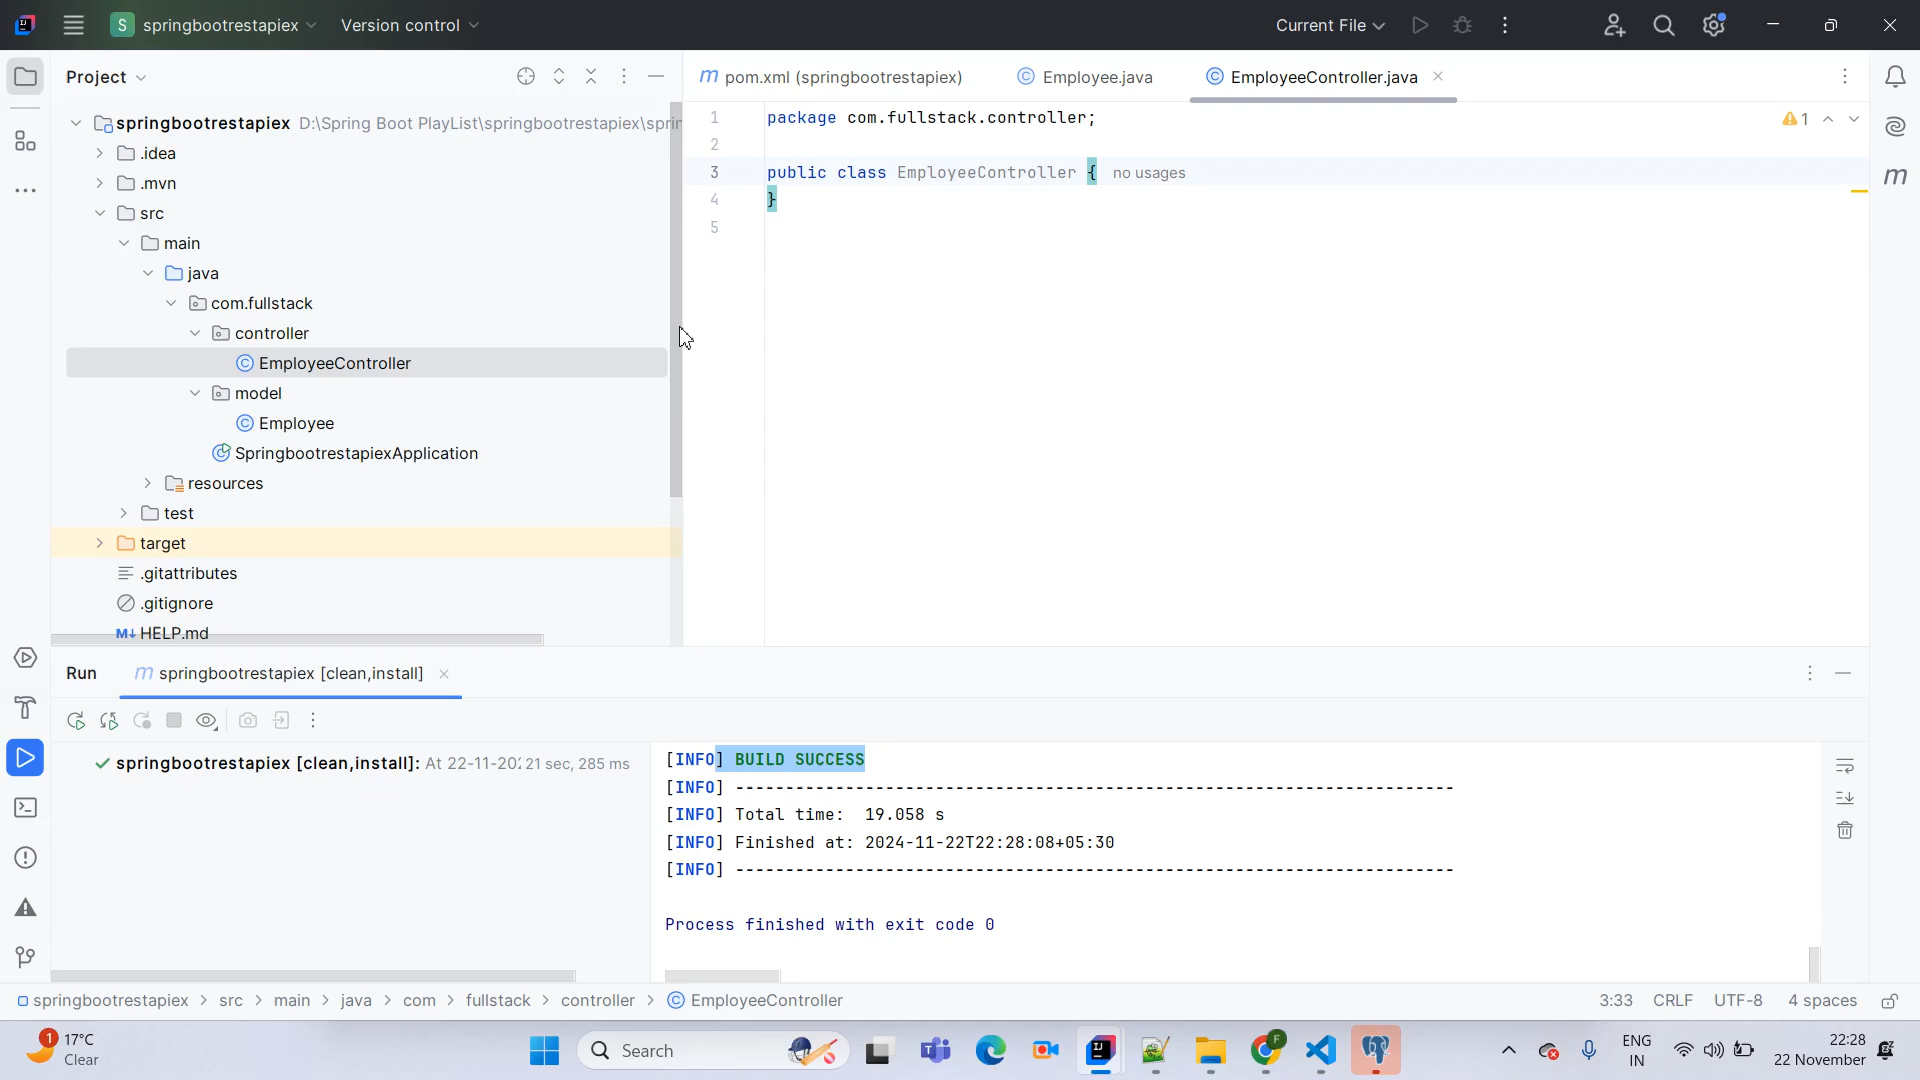 S springbootrestapiex Version control Current File
Project
springbootrestapiex D:\Spring Boot PlayList\springbootrestapiex\sprin
.idea
.mvn
src
main
java
com.fullstack
controller
EmployeeController
model
Employee
SpringbootrestapiexApplication
resources
test
target
.gitattributes
.gitignore
M↓ HELP.md
m pom.xml (springbootrestapiex) Employee.java EmployeeController.java
1 package com.fullstack.controller;
2
3 public class EmployeeController { no usages
4 }
5
1
m
Run m springbootrestapiex [clean,install]
springbootrestapiex [clean,install]: At 22-11-202 21 sec, 285 ms
[INFO] BUILD SUCCESS
[INFO] ------------------------------------------------------------------------
[INFO] Total time:  19.058 s
[INFO] Finished at: 2024-11-22T22:28:08+05:30
[INFO] ------------------------------------------------------------------------
Process finished with exit code 0
springbootrestapiex > src > main > java > com > fullstack > controller > EmployeeController
3:33 CRLF UTF-8 4 spaces
1 17°C
Clear
Search
F
ENG
IN
22:28
22 November